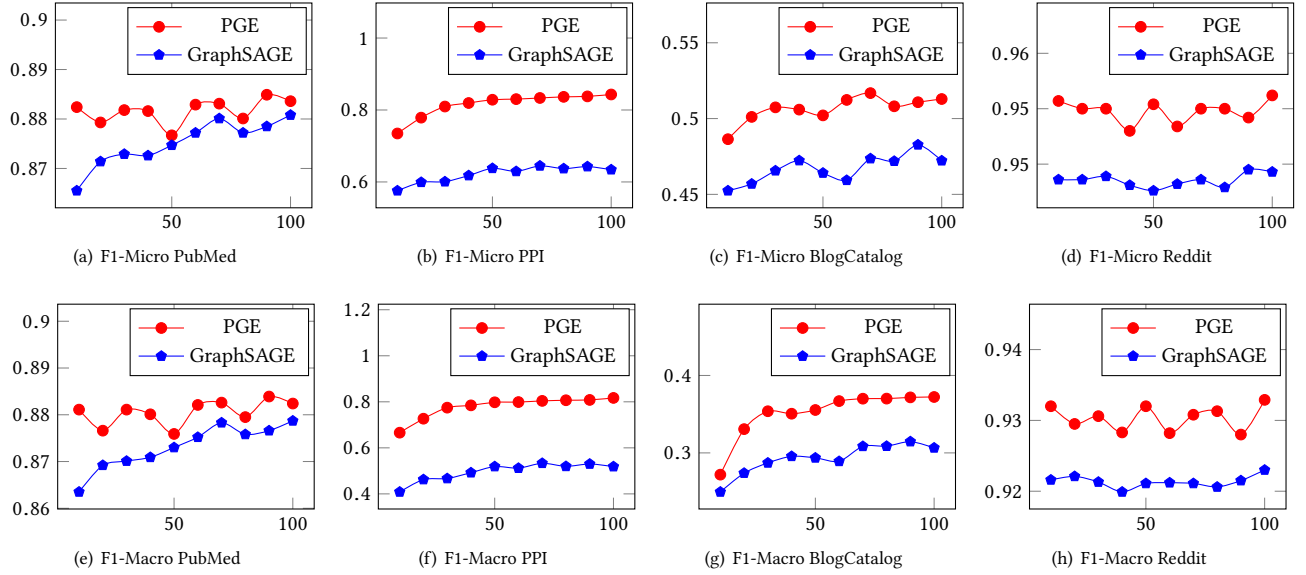 0.9
0.89
0.88
0.87
50
100
PGE
GraphSAGE
(a) F1-Micro PubMed
1
0.8
0.6
50
100
PGE
GraphSAGE
(b) F1-Micro PPI
0.55
0.5
0.45
50
100
PGE
GraphSAGE
(c) F1-Micro BlogCatalog
0.96
0.95
0.95
50
100
PGE
GraphSAGE
(d) F1-Micro Reddit
0.9
0.89
0.88
0.87
0.86
50
100
PGE
GraphSAGE
(e) F1-Macro PubMed
1.2
1
0.8
0.6
0.4
50
100
PGE
GraphSAGE
(f) F1-Macro PPI
0.4
0.3
50
100
PGE
GraphSAGE
(g) F1-Macro BlogCatalog
0.94
0.93
0.92
50
100
PGE
GraphSAGE
(h) F1-Macro Reddit